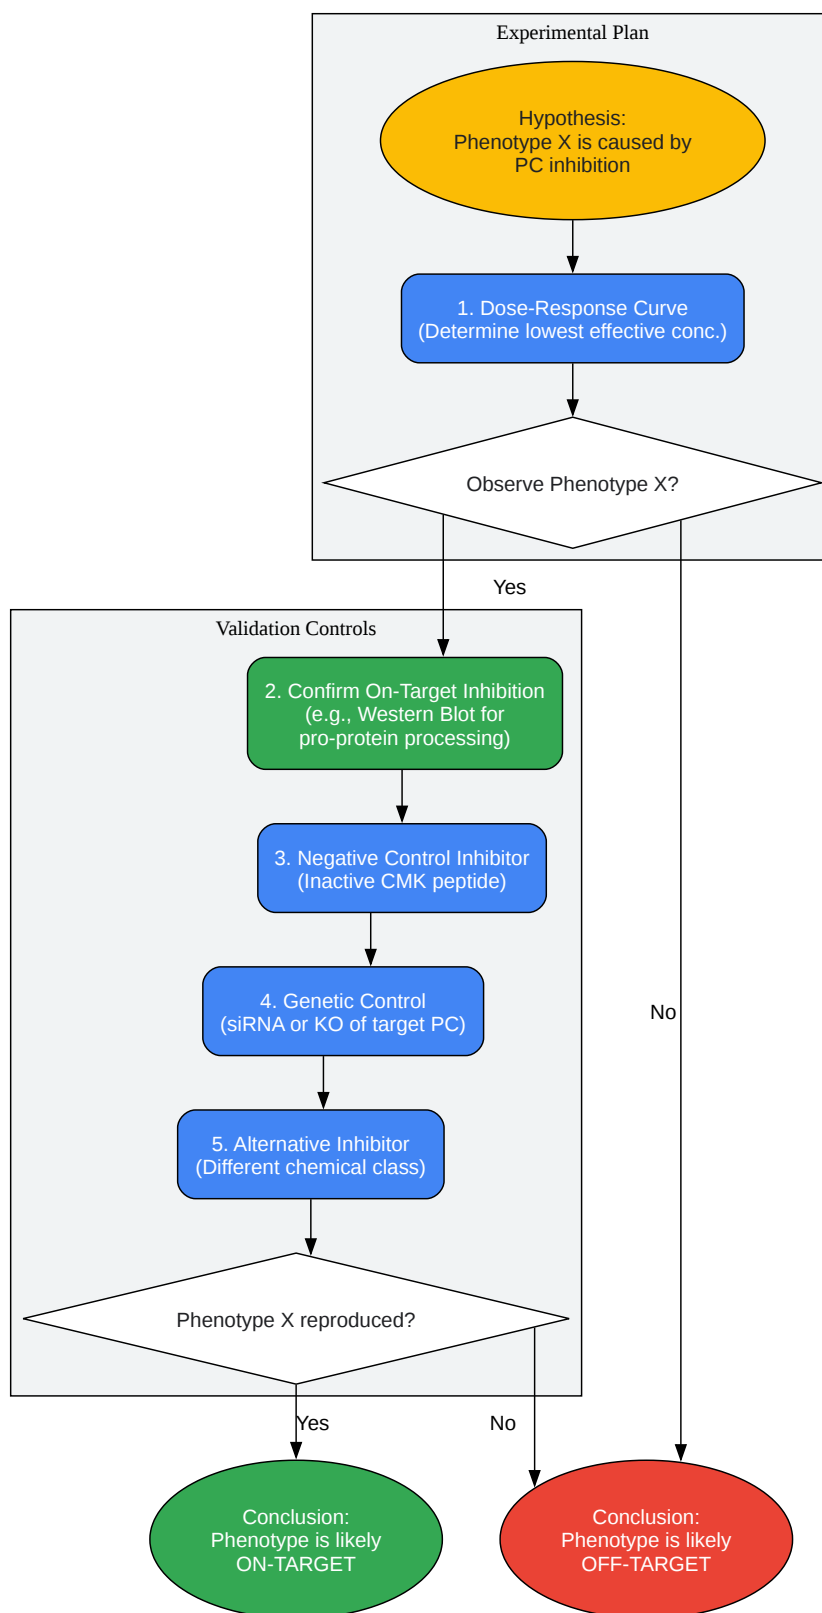 Experimental Plan
Hypothesis:
Phenotype X is caused by
PC inhibition
1. Dose-Response Curve
(Determine lowest effective conc.)
Observe Phenotype X?
Yes
Validation Controls
2. Confirm On-Target Inhibition
(e.g., Western Blot for
pro-protein processing)
3. Negative Control Inhibitor
(Inactive CMK peptide)
4. Genetic Control
(siRNA or KO of target PC)
No
5. Alternative Inhibitor
(Different chemical class)
Phenotype X reproduced?
Yes
No
Conclusion:
Phenotype is likely
ON-TARGET
Conclusion:
Phenotype is likely
OFF-TARGET